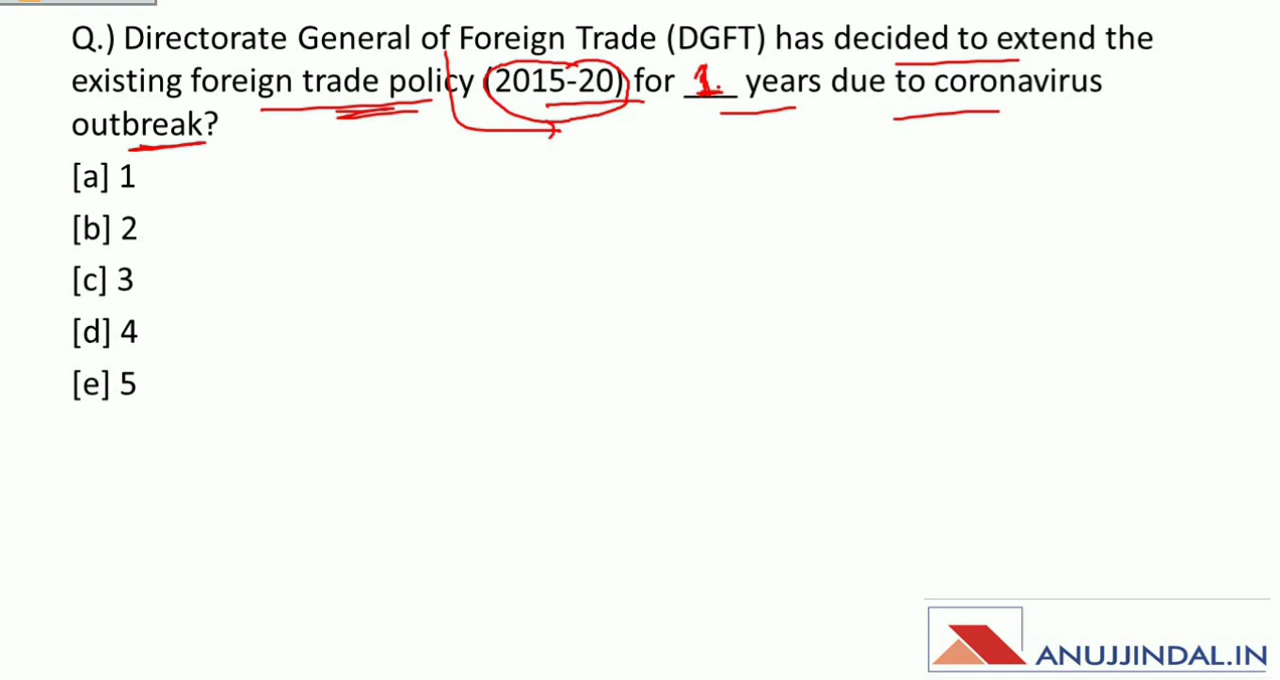 Q.) Directorate General of Foreign Trade (DGFT) has decided to extend the
existing foreign trade policy (2015-20) for 1. years due to coronavirus
outbreak?
[a] 1
[b] 2
[c] 3
[d] 4
[e] 5
ANUJJINDAL.IN